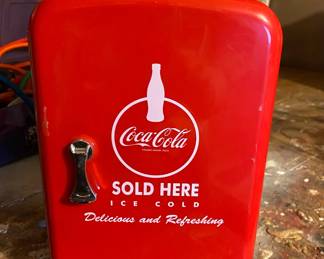 Coca-Cola
SOLD HERE
ICE COLD
Delicious and Refreshing